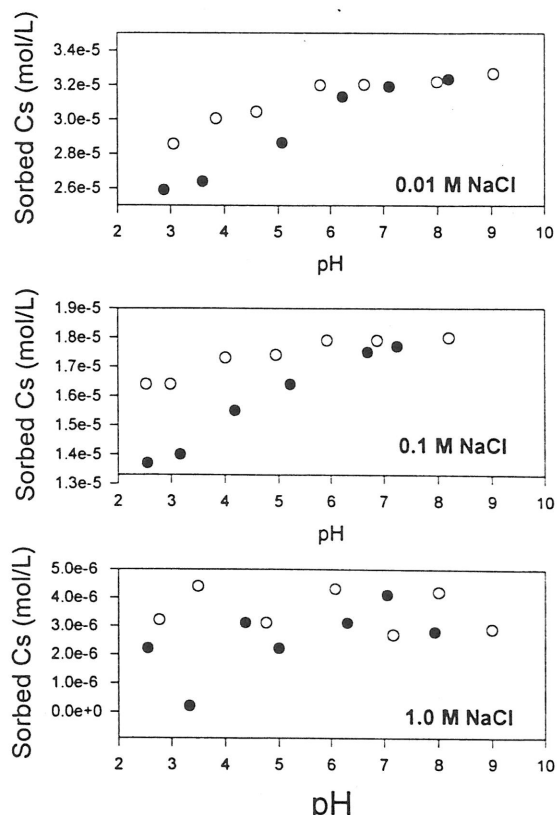 Sorbed Cs (mol/L)
3.4e-5
3.2e-5
3.0e-5
2.8e-5
2.6e-5
0.01 M NaCl
2 3 4 5 6 7 8 9 10
pH
Sorbed Cs (mol/L)
1.9e-5
1.8e-5
1.7e-5
1.6e-5
1.5e-5
1.4e-5
1.3e-5
0.1 M NaCl
2 3 4 5 6 7 8 9 10
pH
Sorbed Cs (mol/L)
5.0e-6
4.0e-6
3.0e-6
2.0e-6
1.0e-6
0.0e+0
1.0 M NaCl
2 3 4 5 6 7 8 9 10
pH